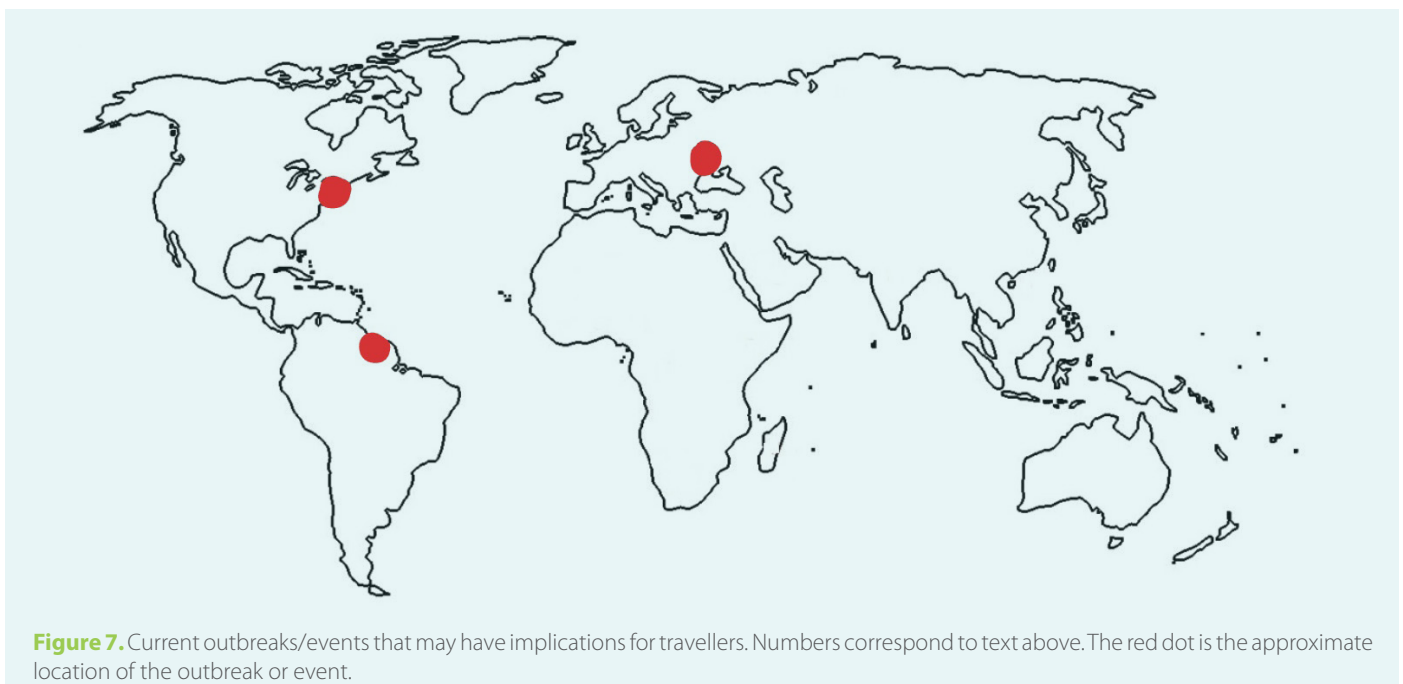 Figure 7. Current outbreaks/events that may have implications for travellers. Numbers correspond to text above. The red dot is the approximate
location of the outbreak or event.